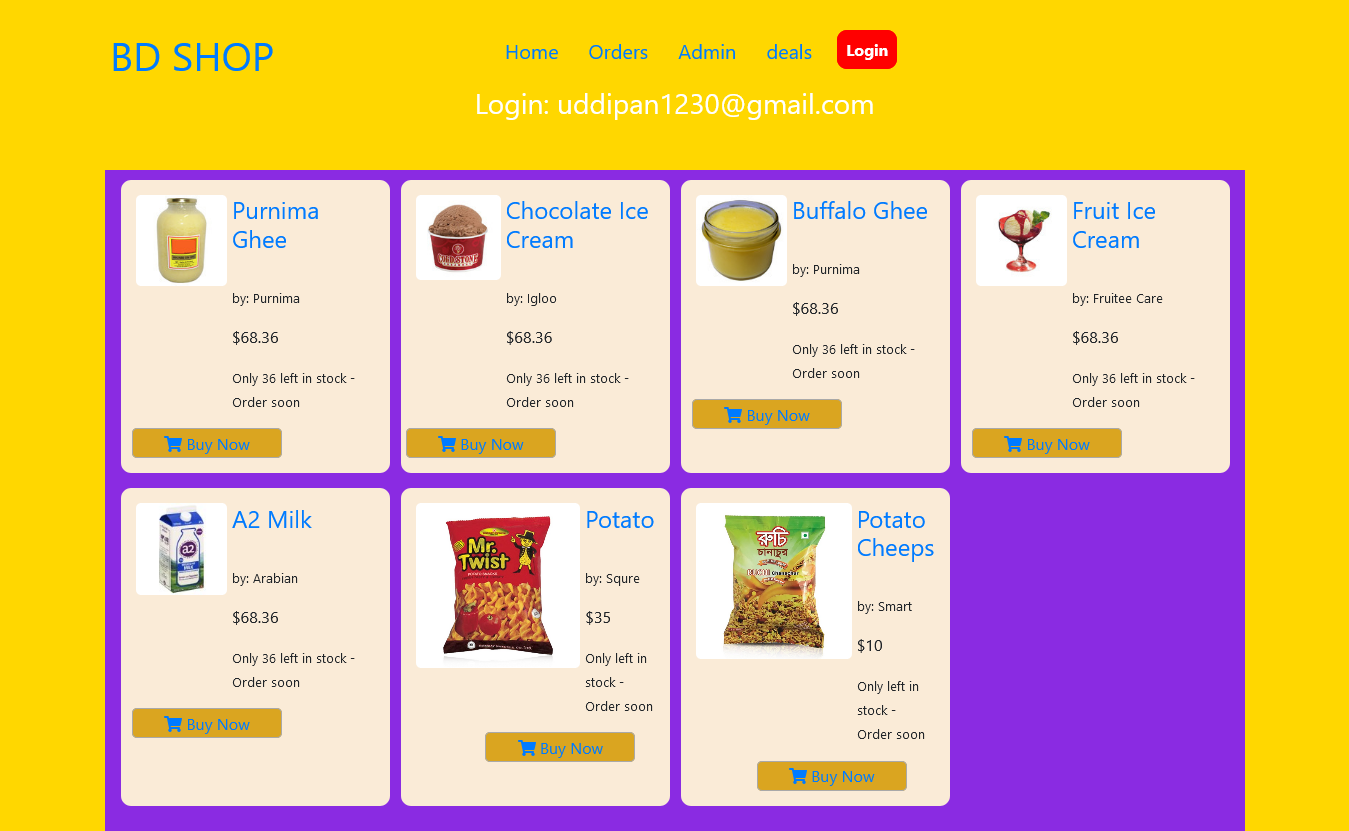 BD SHOP
Home Orders Admin deals Login
Login: uddipan1230@gmail.com
Purnima
Ghee
by: Purnima
$68.36
Only 36 left in stock -
Order soon
Buy Now
Chocolate Ice
Cream
by: Igloo
$68.36
Only 36 left in stock -
Order soon
Buy Now
Buffalo Ghee
by: Purnima
$68.36
Only 36 left in stock -
Order soon
Buy Now
Fruit Ice
Cream
by: Fruitee Care
$68.36
Only 36 left in stock -
Order soon
Buy Now
a2
MILK
A2 Milk
by: Arabian
$68.36
Only 36 left in stock -
Order soon
Buy Now
Mr.
Twist
Potato
by: Squre
$35
Only left in
stock -
Order soon
Buy Now
রুচি
চানাচুর
Potato
Cheeps
by: Smart
$10
Only left in
stock -
Order soon
Buy Now